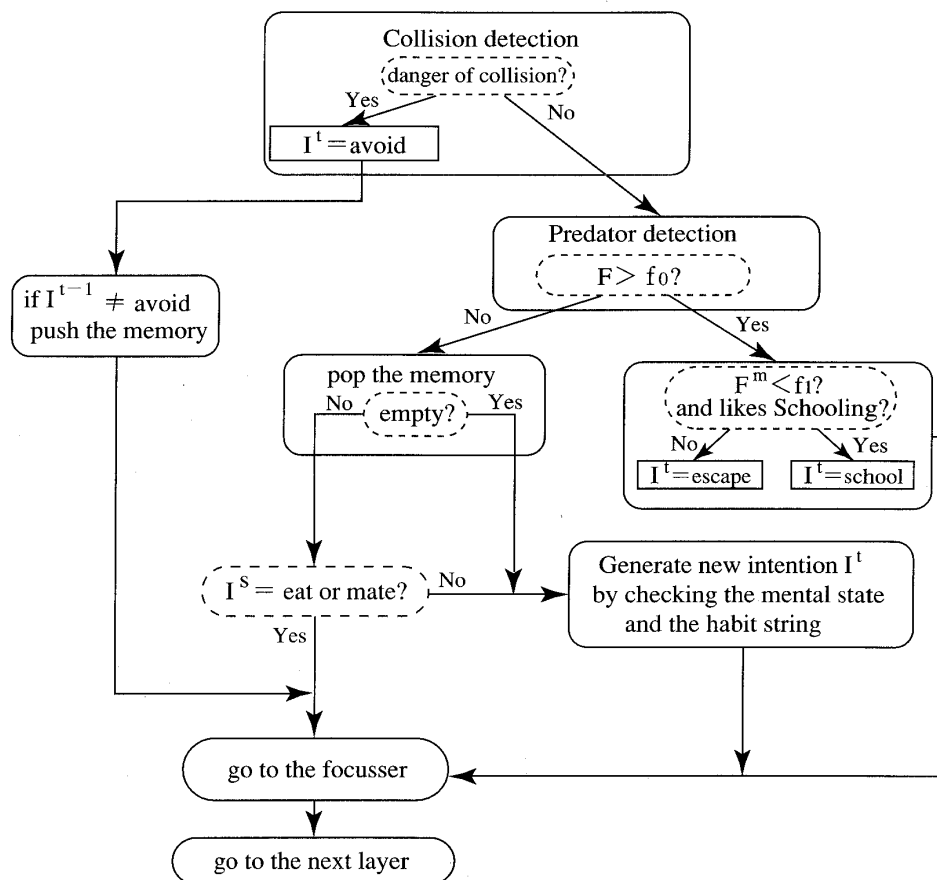 Collision detection
danger of collision?
Yes
No
I^t=avoid
Predator detection
F> f0?
if I^t−1 ≠ avoid
push the memory
No
Yes
pop the memory
No
empty?
Yes
F^m<f1?
and likes Schooling?
No
Yes
I^t=escape
I^t=school
I^s= eat or mate?
No
Yes
Generate new intention I^t
by checking the mental state
and the habit string
go to the focusser
go to the next layer